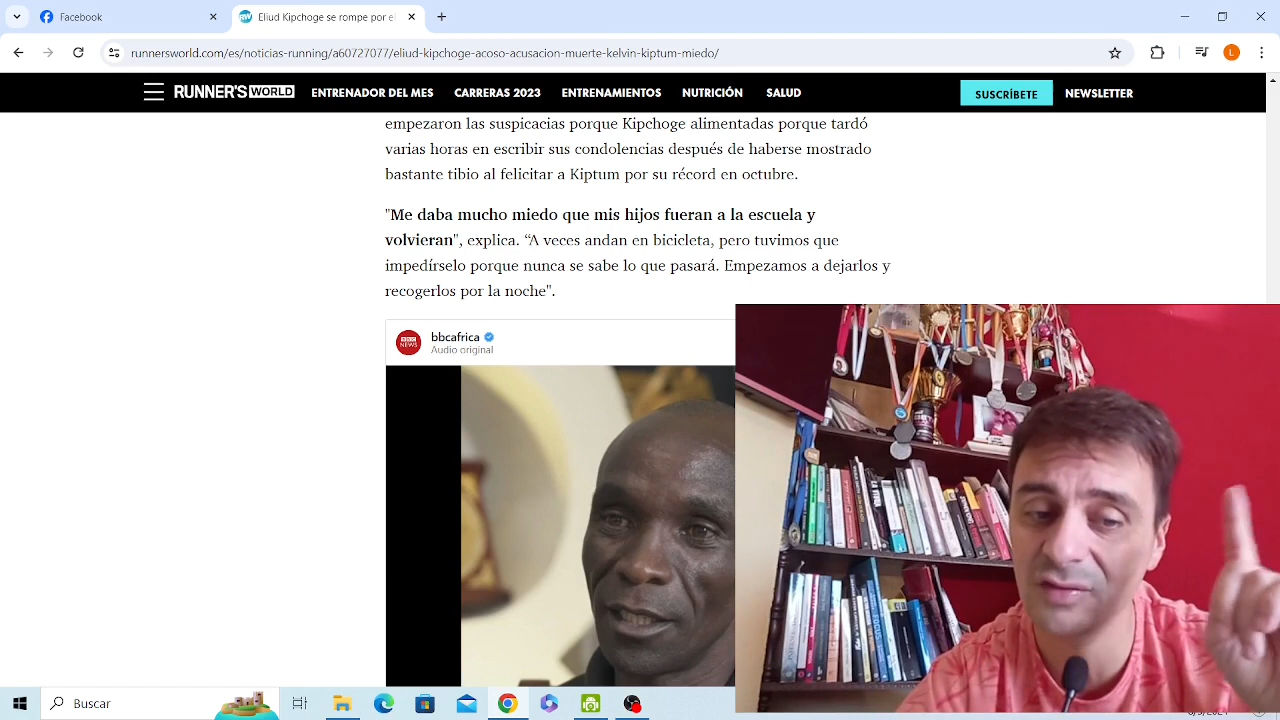 Facebook
Eliud Kipchoge se rompe por el
runnersworld.com/es/noticias-running/a60727077/eliud-kipchoge-acoso-acusacion-muerte-kelvin-kiptum-miedo/
L
RUNNER'S WORLD ENTRENADOR DEL MES CARRERAS 2023 ENTRENAMIENTOS NUTRICIÓN SALUD SUSCRÍBETE NEWSLETTER
empezaron las suspicacias porque Kipchoge alimentadas porque tardó
varias horas en escribir sus condolencias después de haberse mostrado
bastante tibio al felicitar a Kiptum por su récord en octubre.
"Me daba mucho miedo que mis hijos fueran a la escuela y
volvieran", explica. “A veces andan en bicicleta, pero tuvimos que
impedírselo porque nunca se sabe lo que pasará. Empezamos a dejarlos y
recogerlos por la noche".
BBC
NEWS
bbcafrica
Audio original
FOCUS
Buscar